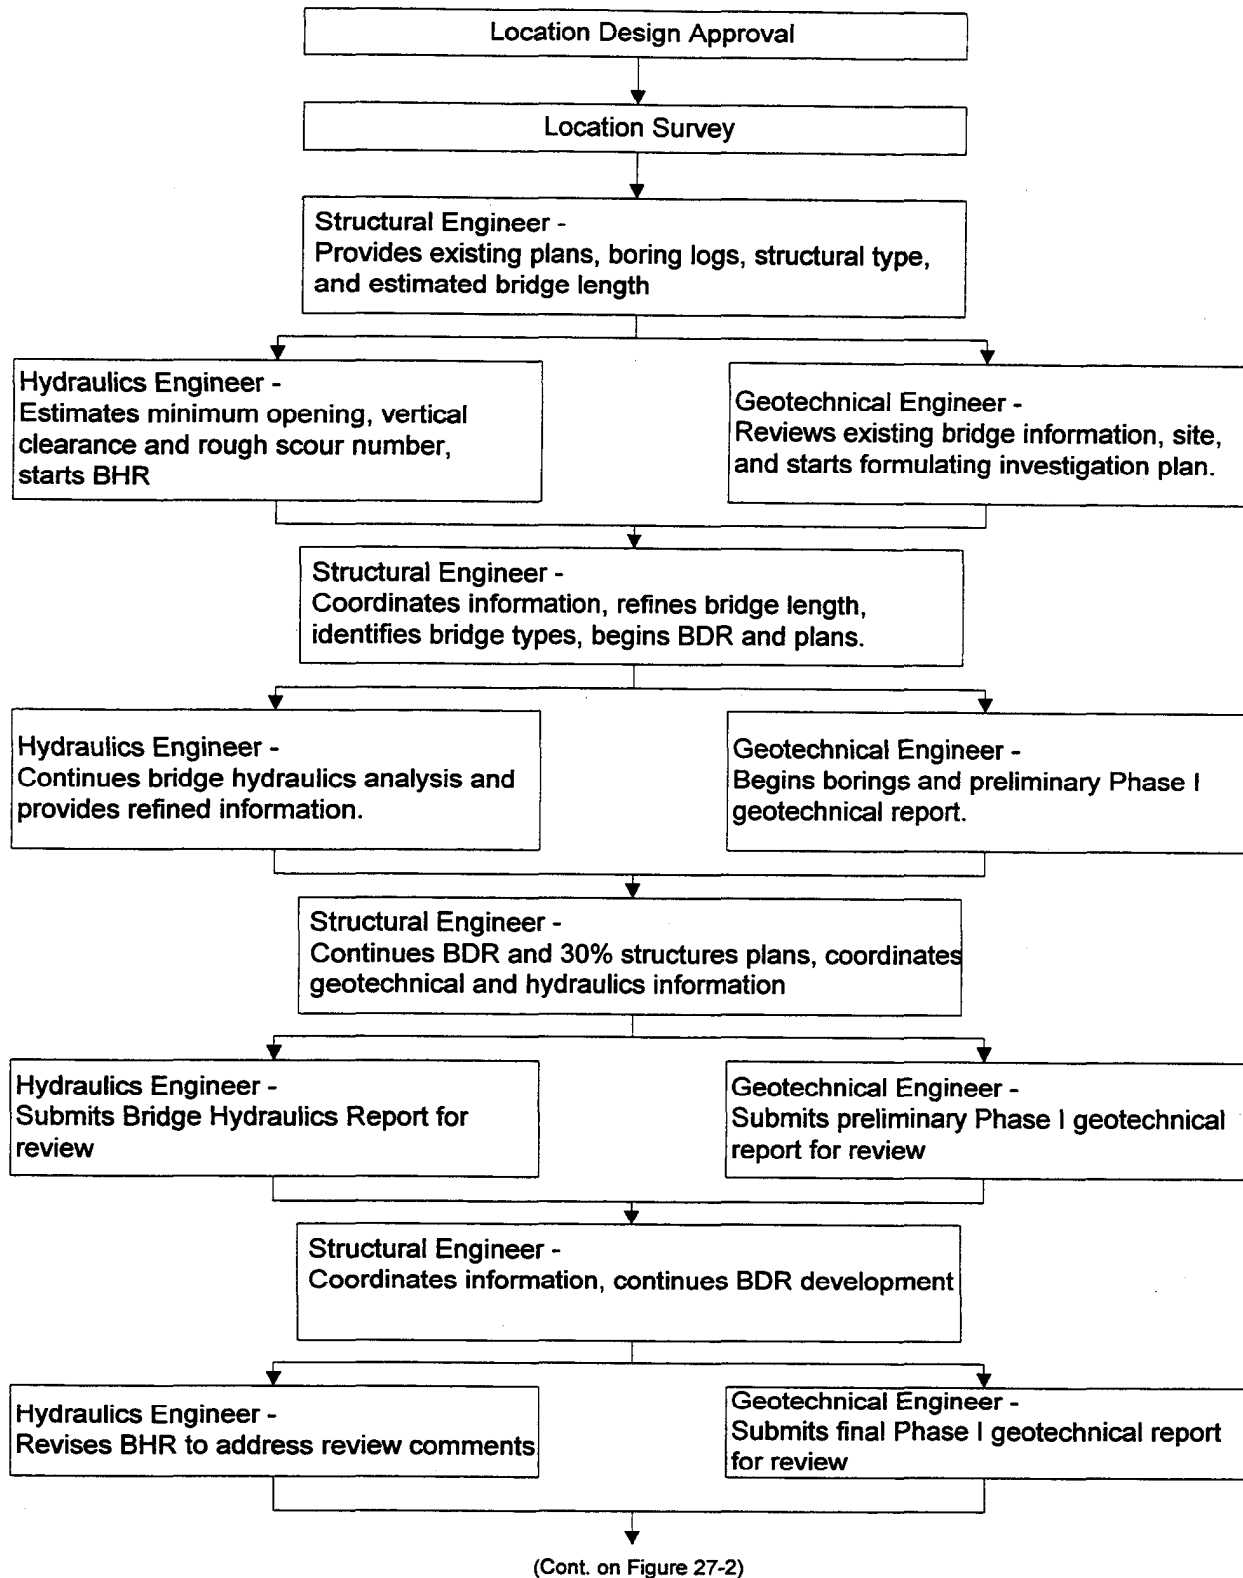 Location Design Approval
Location Survey
Structural Engineer -
Provides existing plans, boring logs, structural type,
and estimated bridge length
Hydraulics Engineer -
Estimates minimum opening, vertical
clearance and rough scour number,
starts BHR
Geotechnical Engineer -
Reviews existing bridge information, site,
and starts formulating investigation plan.
Structural Engineer -
Coordinates information, refines bridge length,
identifies bridge types, begins BDR and plans.
Hydraulics Engineer -
Continues bridge hydraulics analysis and
provides refined information.
Geotechnical Engineer -
Begins borings and preliminary Phase I
geotechnical report.
Structural Engineer -
Continues BDR and 30% structures plans, coordinates
geotechnical and hydraulics information
Hydraulics Engineer -
Submits Bridge Hydraulics Report for
review
Geotechnical Engineer -
Submits preliminary Phase I geotechnical
report for review
Structural Engineer -
Coordinates information, continues BDR development
Hydraulics Engineer -
Revises BHR to address review comments
Geotechnical Engineer -
Submits final Phase I geotechnical report
for review
(Cont. on Figure 27-2)